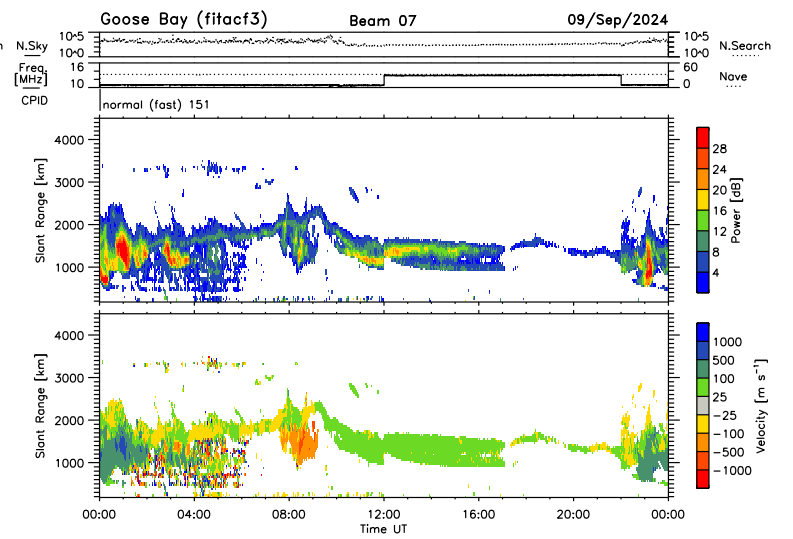 Goose Bay (fitacf3) Beam 07 09/Sep/2024
n N.Sky 10^5 10^0 10^5 10^0 N.Search
Freq. [MHz] 16 10 60 0 Nave
CPID normal (fast) 151
Slant Range [km] 4000 3000 2000 1000
Power [dB] 28 24 20 16 12 8 4
Slant Range [km] 4000 3000 2000 1000
Velocity [m s⁻¹] 1000 500 100 25 −25 −100 −500 −1000
00:00 04:00 08:00 12:00 16:00 20:00 00:00
Time UT